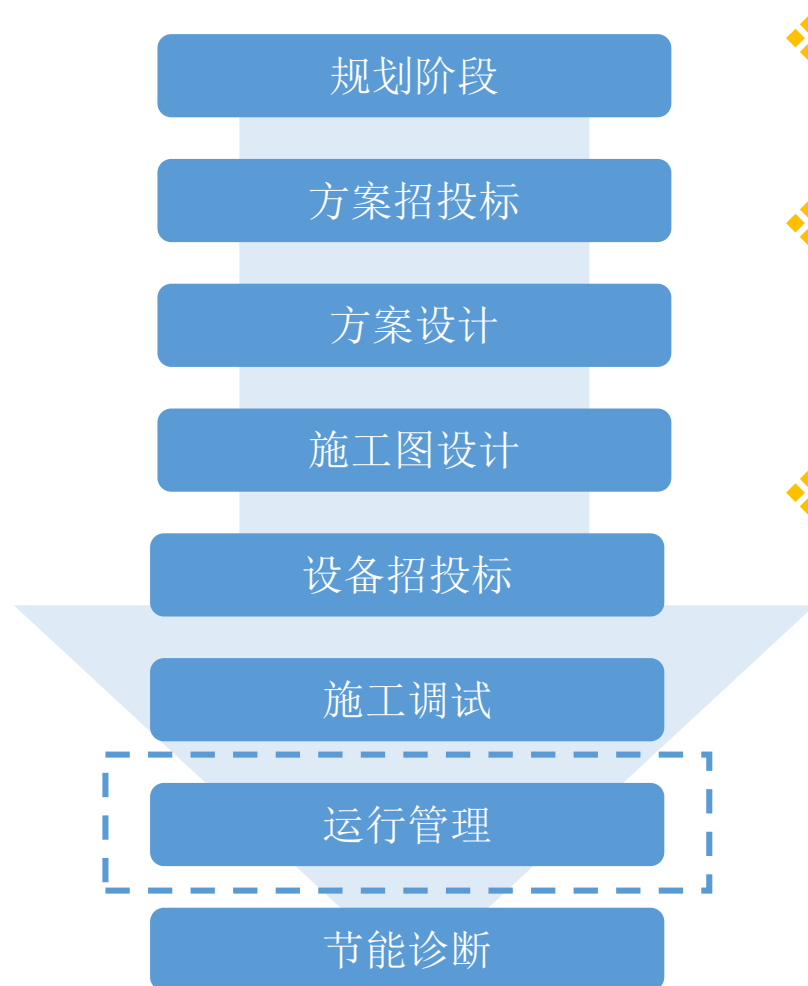 规划阶段
方案招投标
方案设计
施工图设计
设备招投标
施工调试
运行管理
节能诊断